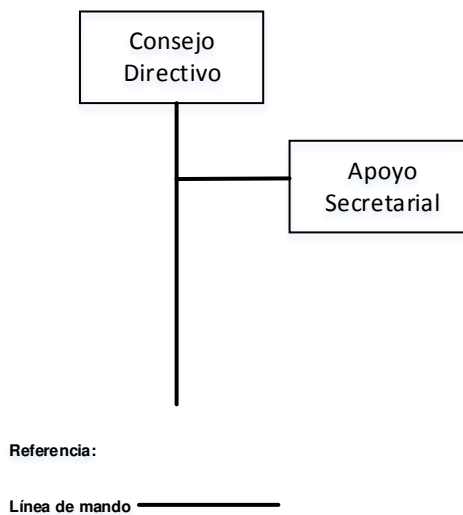 Consejo
Directivo
Apoyo
Secretarial
Referencia:
Línea de mando